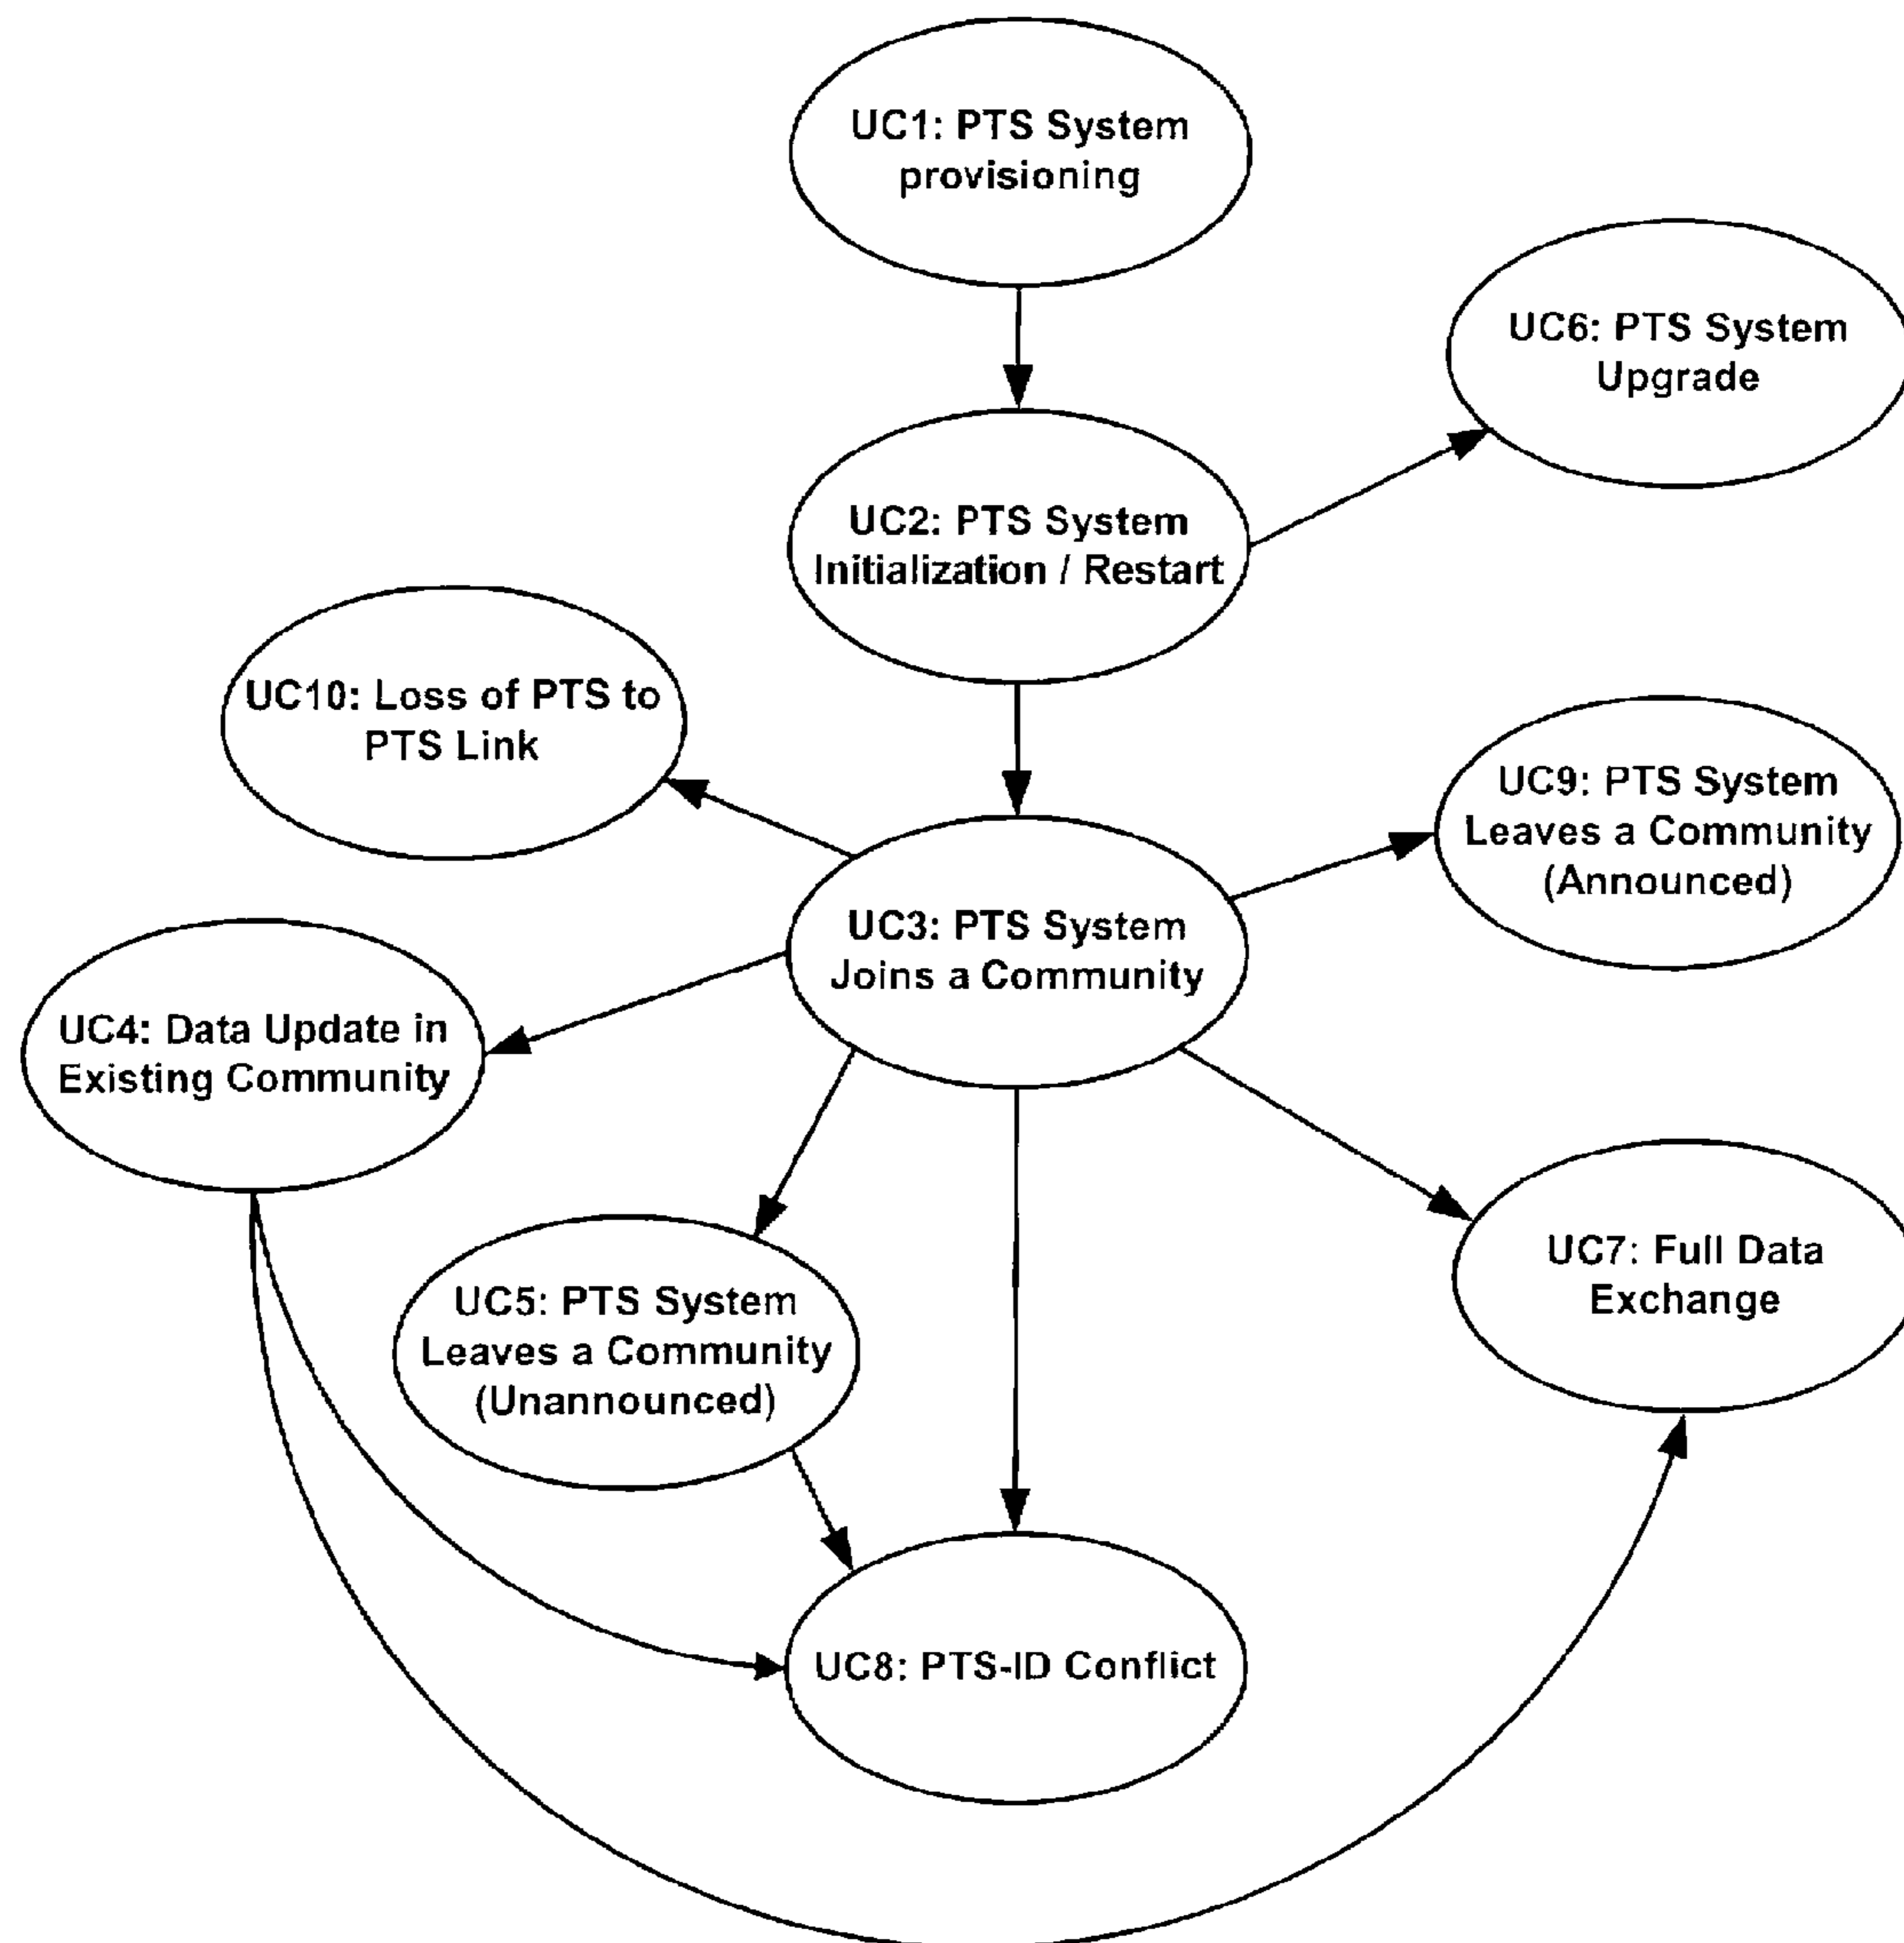 UC1: PTS System
provisioning
UC6: PTS System
Upgrade
UC2: PTS System
Initialization / Restart
UC10: Loss of PTS to
PTS Link
UC9: PTS System
Leaves a Community
(Announced)
UC3: PTS System
Joins a Community
UC4: Data Update in
Existing Community
UC7: Full Data
Exchange
UC5: PTS System
Leaves a Community
(Unannounced)
UC8: PTS-ID Conflict